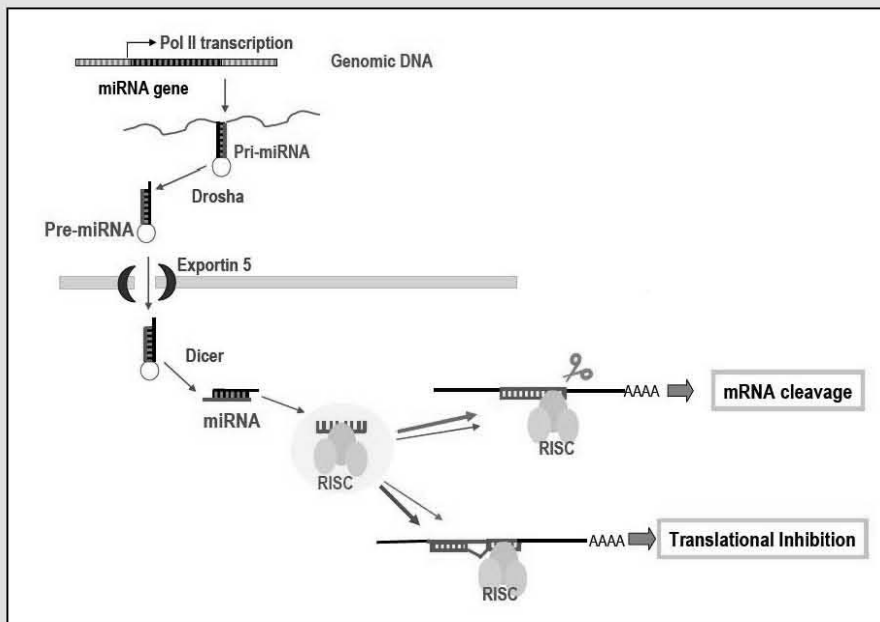 Pol II transcription
Genomic DNA
miRNA gene
Pri-miRNA
Drosha
Pre-miRNA
Exportin 5
Dicer
miRNA
RISC
AAAA
mRNA cleavage
RISC
AAAA
Translational Inhibition
RISC